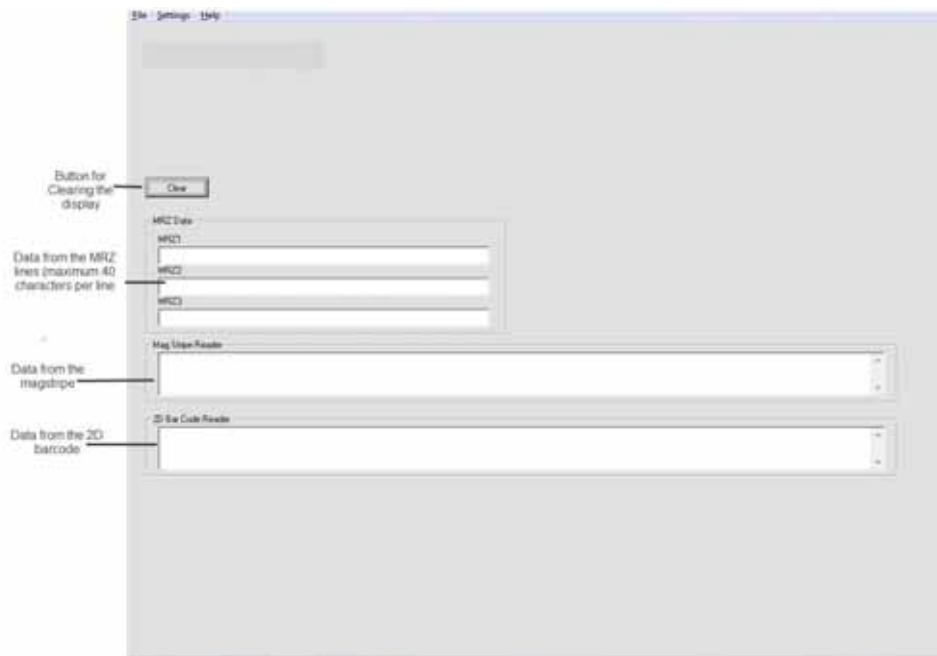 File Settings Help
Button for
Clearing the
display
Clear
MRZ Data
MRZ1
Data from the MRZ
lines (maximum 40
characters per line
MRZ2
MRZ3
Mag Stripe Reader
Data from the
magstripe
2D Bar Code Reader
Data from the 2D
barcode